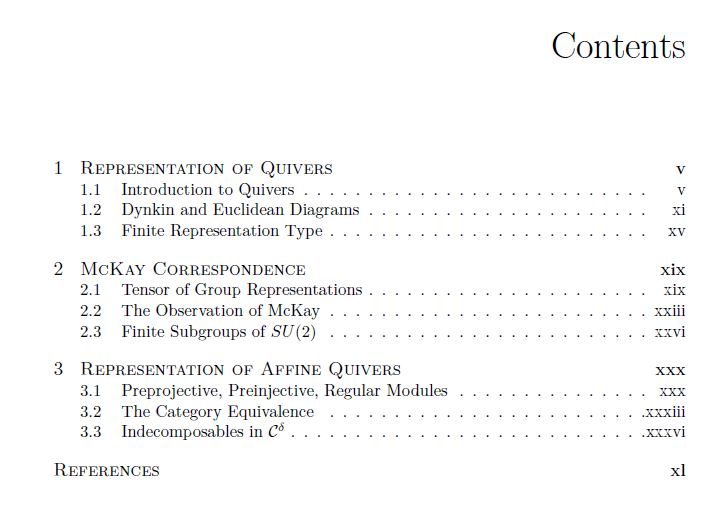 Contents
1 Representation of Quivers v
1.1 Introduction to Quivers . . . . . . . . . . . . . . . . . . . . . . . . . . . v
1.2 Dynkin and Euclidean Diagrams . . . . . . . . . . . . . . . . . . . . . . xi
1.3 Finite Representation Type . . . . . . . . . . . . . . . . . . . . . . . . . xv
2 McKay Correspondence xix
2.1 Tensor of Group Representations . . . . . . . . . . . . . . . . . . . . . . xix
2.2 The Observation of McKay . . . . . . . . . . . . . . . . . . . . . . . . . xxiii
2.3 Finite Subgroups of SU(2) . . . . . . . . . . . . . . . . . . . . . . . . . xxvi
3 Representation of Affine Quivers xxx
3.1 Preprojective, Preinjective, Regular Modules . . . . . . . . . . . . . . . xxx
3.2 The Category Equivalence . . . . . . . . . . . . . . . . . . . . . . . . .xxxiii
3.3 Indecomposables in 𝒞^δ . . . . . . . . . . . . . . . . . . . . . . . . . . . .xxxvi
References xl